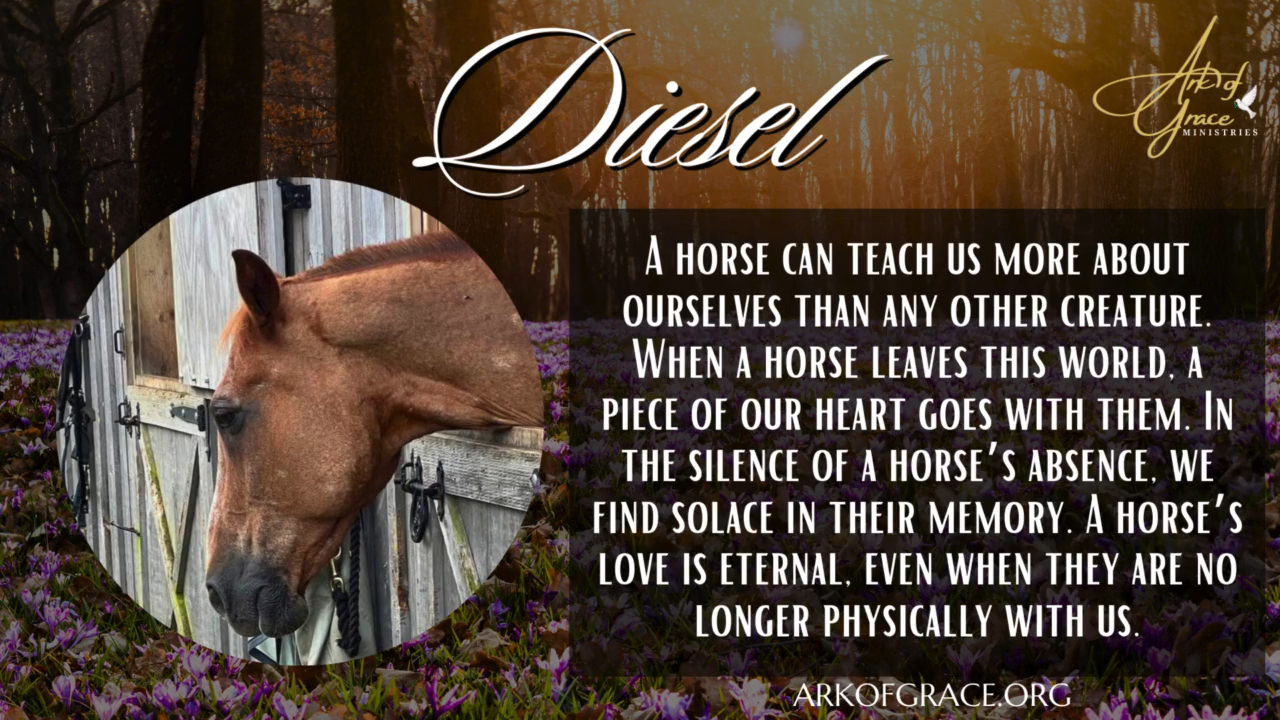 Diesel
Ark of
Grace
MINISTRIES
A HORSE CAN TEACH US MORE ABOUT
OURSELVES THAN ANY OTHER CREATURE.
WHEN A HORSE LEAVES THIS WORLD, A
PIECE OF OUR HEART GOES WITH THEM. IN
THE SILENCE OF A HORSE'S ABSENCE, WE
FIND SOLACE IN THEIR MEMORY. A HORSE'S
LOVE IS ETERNAL, EVEN WHEN THEY ARE NO
LONGER PHYSICALLY WITH US.
ARKOFGRACE.ORG